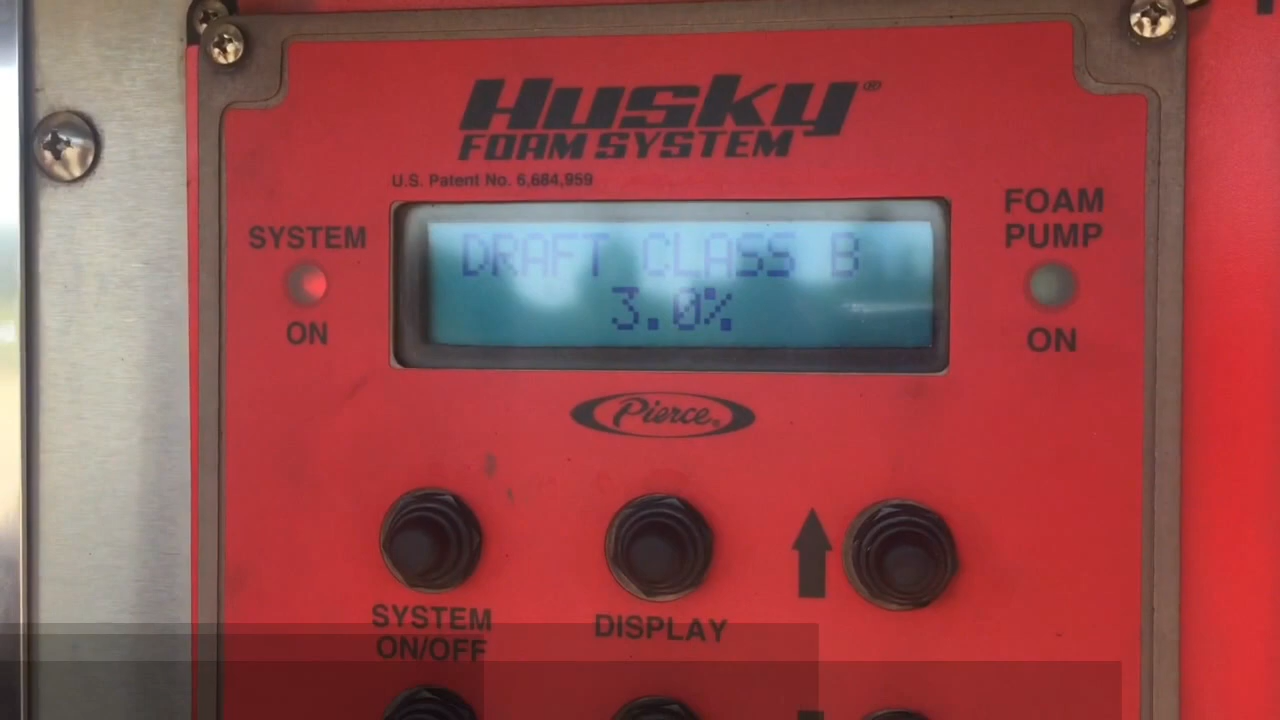 Husky®
FOAM SYSTEM
U.S. Patent No. 6,684,959
SYSTEM
ON
DRAFT CLASS B
3.0%
FOAM
PUMP
ON
Pierce®
SYSTEM
ON/OFF
DISPLAY